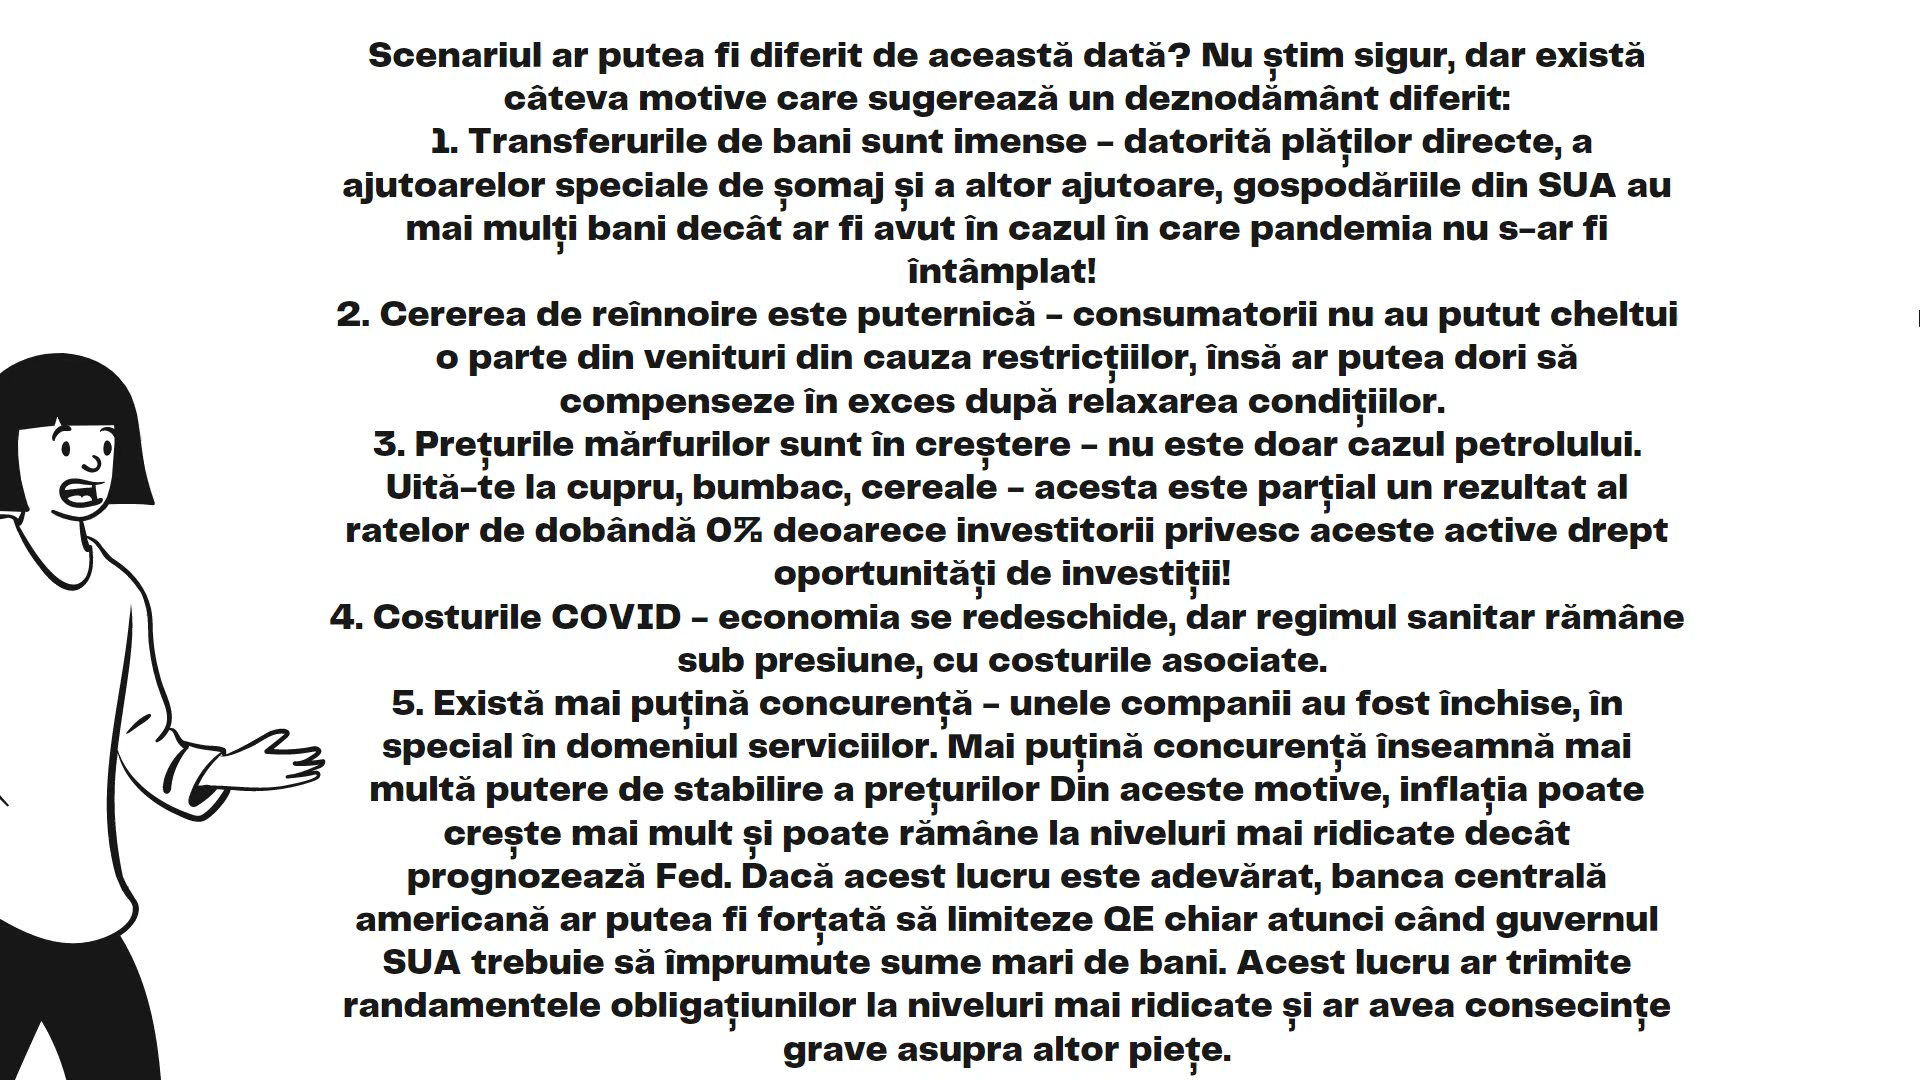 Scenariul ar putea fi diferit de această dată? Nu știm sigur, dar există
câteva motive care sugerează un deznodământ diferit:
1. Transferurile de bani sunt imense – datorită plăților directe, a
ajutoarelor speciale de șomaj și a altor ajutoare, gospodăriile din SUA au
mai mulți bani decât ar fi avut în cazul în care pandemia nu s-ar fi
întâmplat!
2. Cererea de reînnoire este puternică – consumatorii nu au putut cheltui
o parte din venituri din cauza restricțiilor, însă ar putea dori să
compenseze în exces după relaxarea condițiilor.
3. Prețurile mărfurilor sunt în creștere – nu este doar cazul petrolului.
Uită-te la cupru, bumbac, cereale – acesta este parțial un rezultat al
ratelor de dobândă 0% deoarece investitorii privesc aceste active drept
oportunități de investiții!
4. Costurile COVID – economia se redeschide, dar regimul sanitar rămâne
sub presiune, cu costurile asociate.
5. Există mai puțină concurență – unele companii au fost închise, în
special în domeniul serviciilor. Mai puțină concurență înseamnă mai
multă putere de stabilire a prețurilor Din aceste motive, inflația poate
crește mai mult și poate rămâne la niveluri mai ridicate decât
prognozează Fed. Dacă acest lucru este adevărat, banca centrală
americană ar putea fi forțată să limiteze QE chiar atunci când guvernul
SUA trebuie să împrumute sume mari de bani. Acest lucru ar trimite
randamentele obligațiunilor la niveluri mai ridicate și ar avea consecințe
grave asupra altor piețe.